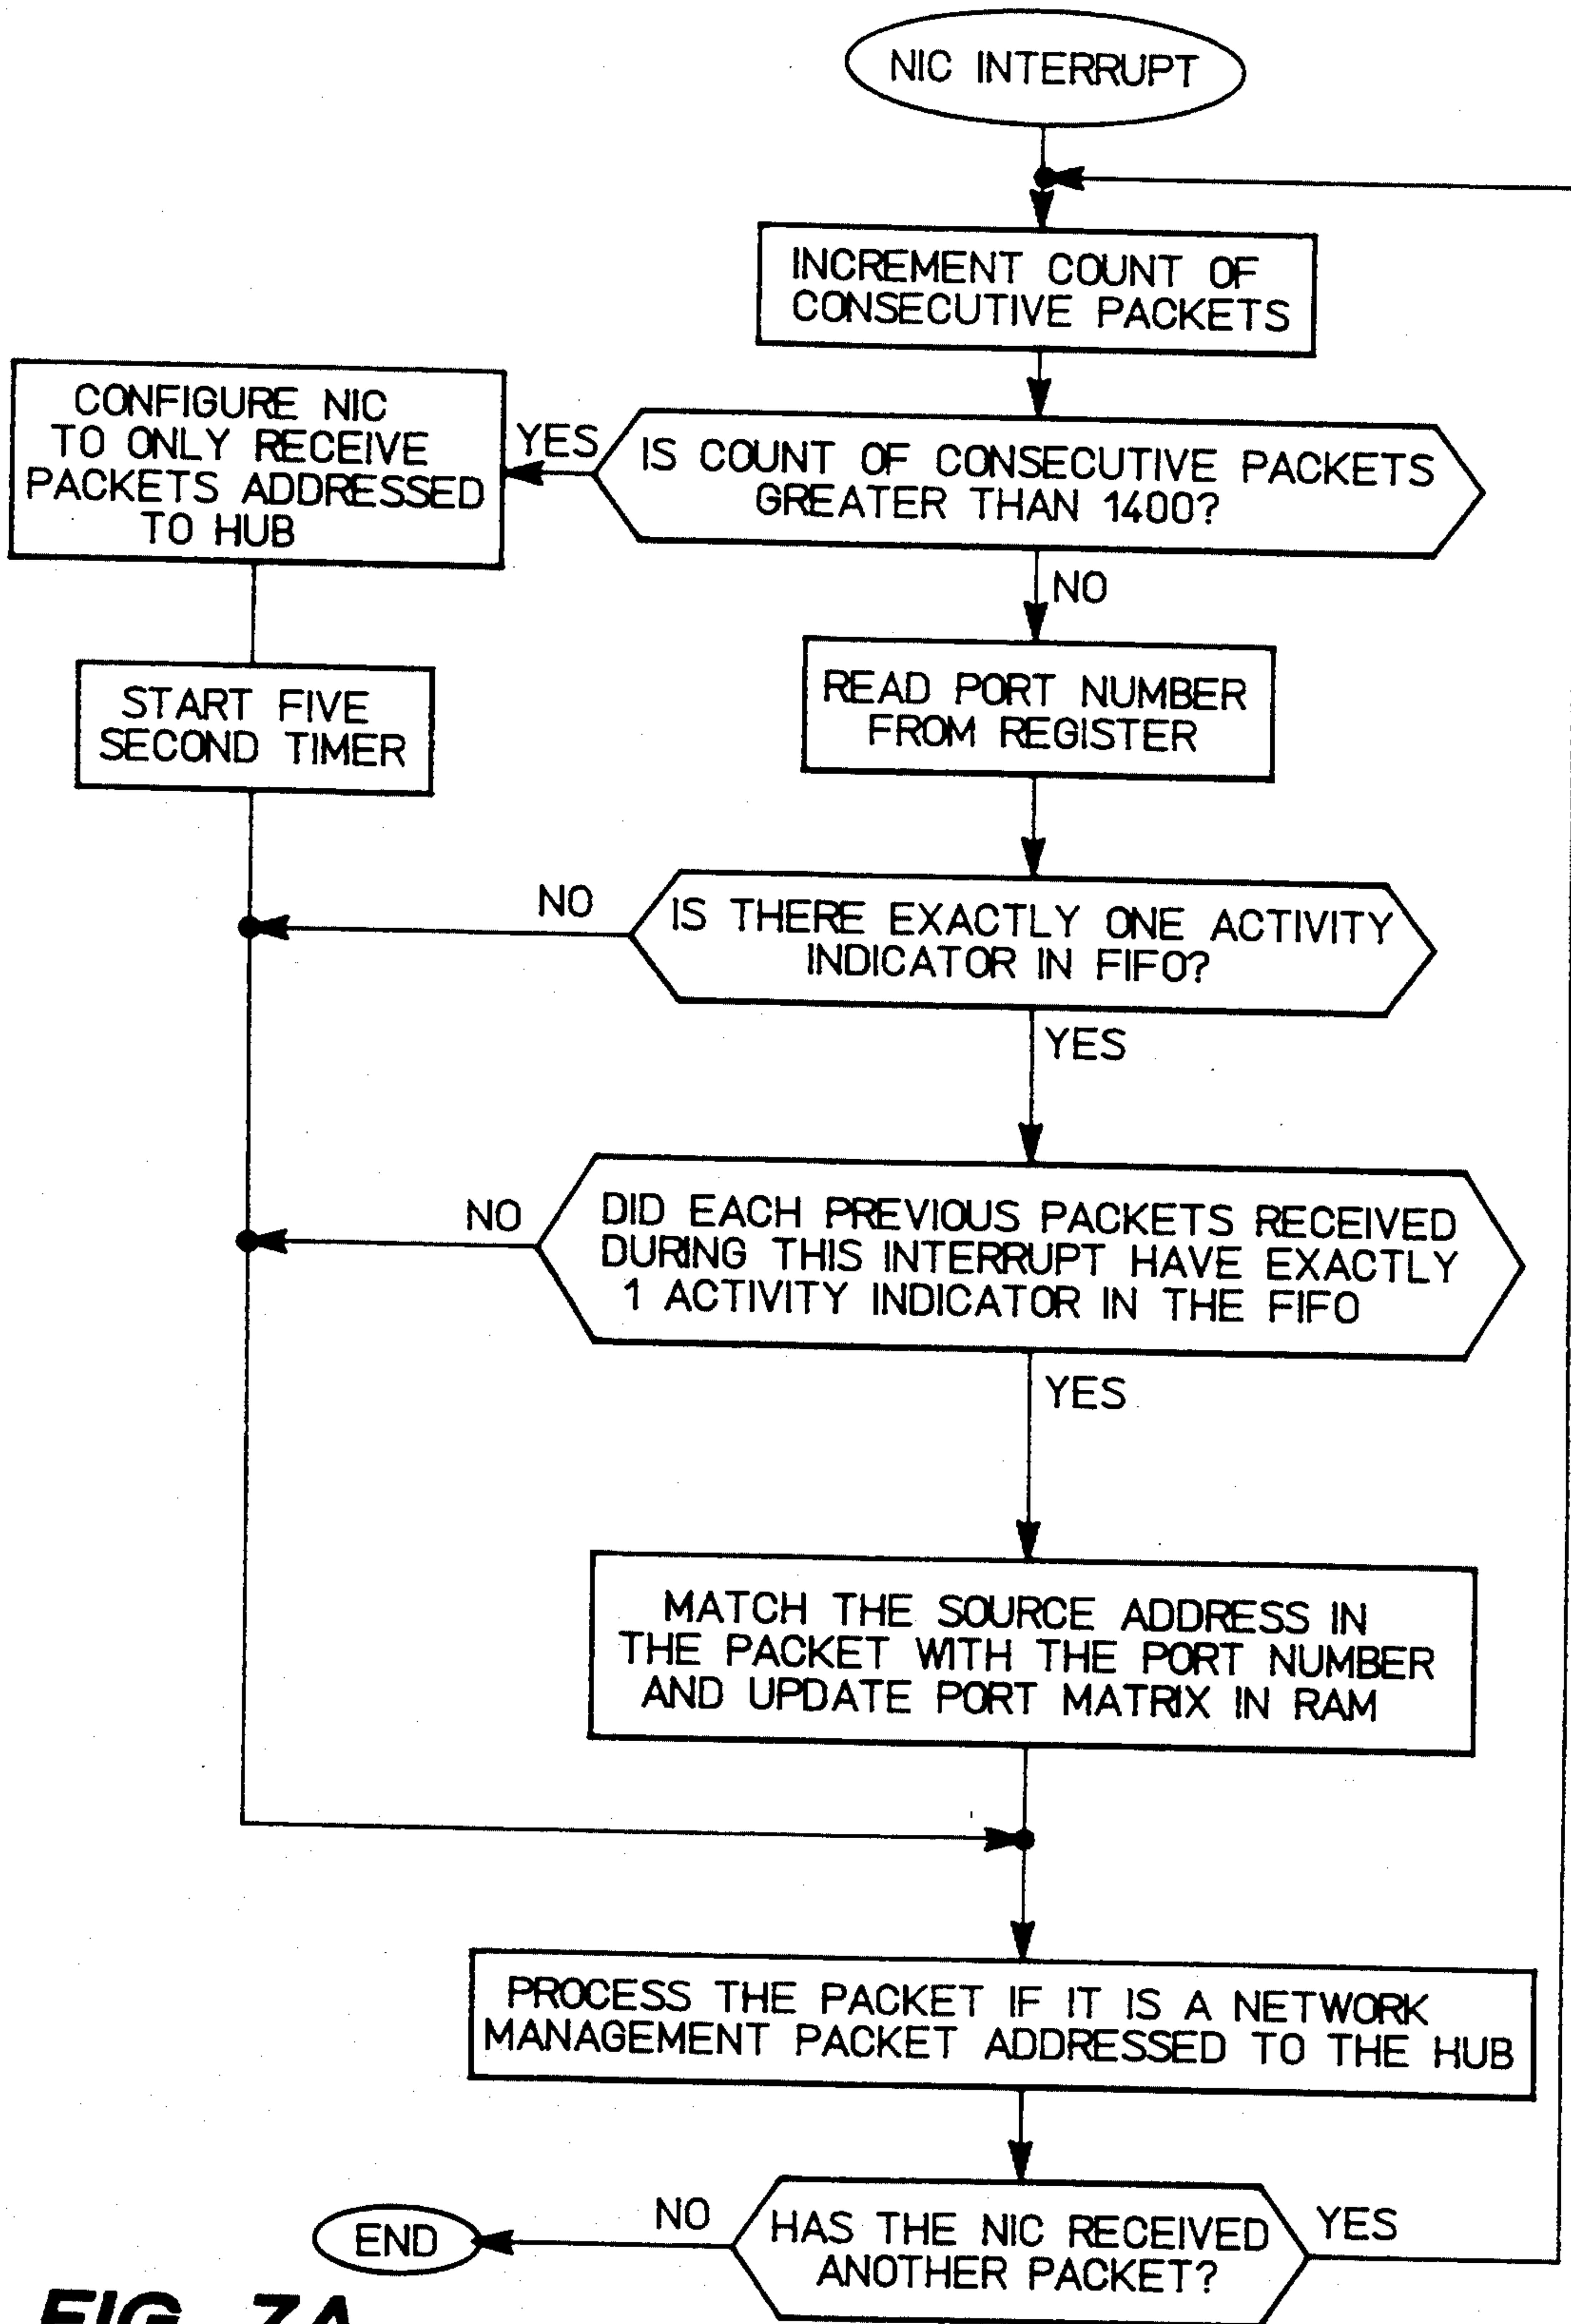 NIC INTERRUPT
INCREMENT COUNT OF
CONSECUTIVE PACKETS
CONFIGURE NIC
TO ONLY RECEIVE
PACKETS ADDRESSED
TO HUB
YES
IS COUNT OF CONSECUTIVE PACKETS
GREATER THAN 1400?
NO
START FIVE
SECOND TIMER
READ PORT NUMBER
FROM REGISTER
NO
IS THERE EXACTLY ONE ACTIVITY
INDICATOR IN FIFO?
YES
NO
DID EACH PREVIOUS PACKETS RECEIVED
DURING THIS INTERRUPT HAVE EXACTLY
1 ACTIVITY INDICATOR IN THE FIFO
YES
MATCH THE SOURCE ADDRESS IN
THE PACKET WITH THE PORT NUMBER
AND UPDATE PORT MATRIX IN RAM
PROCESS THE PACKET IF IT IS A NETWORK
MANAGEMENT PACKET ADDRESSED TO THE HUB
END
NO
HAS THE NIC RECEIVED
ANOTHER PACKET?
YES
FIG. 7A